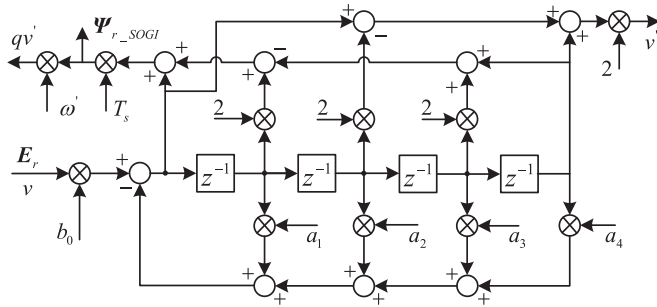 qv' Ψr_SOGI + + − + − + + + v'
ω' Ts 2 2 2 2
Er
v + − z⁻¹ z⁻¹ z⁻¹ z⁻¹
b0 a1 a2 a3 a4
+ + + + + +